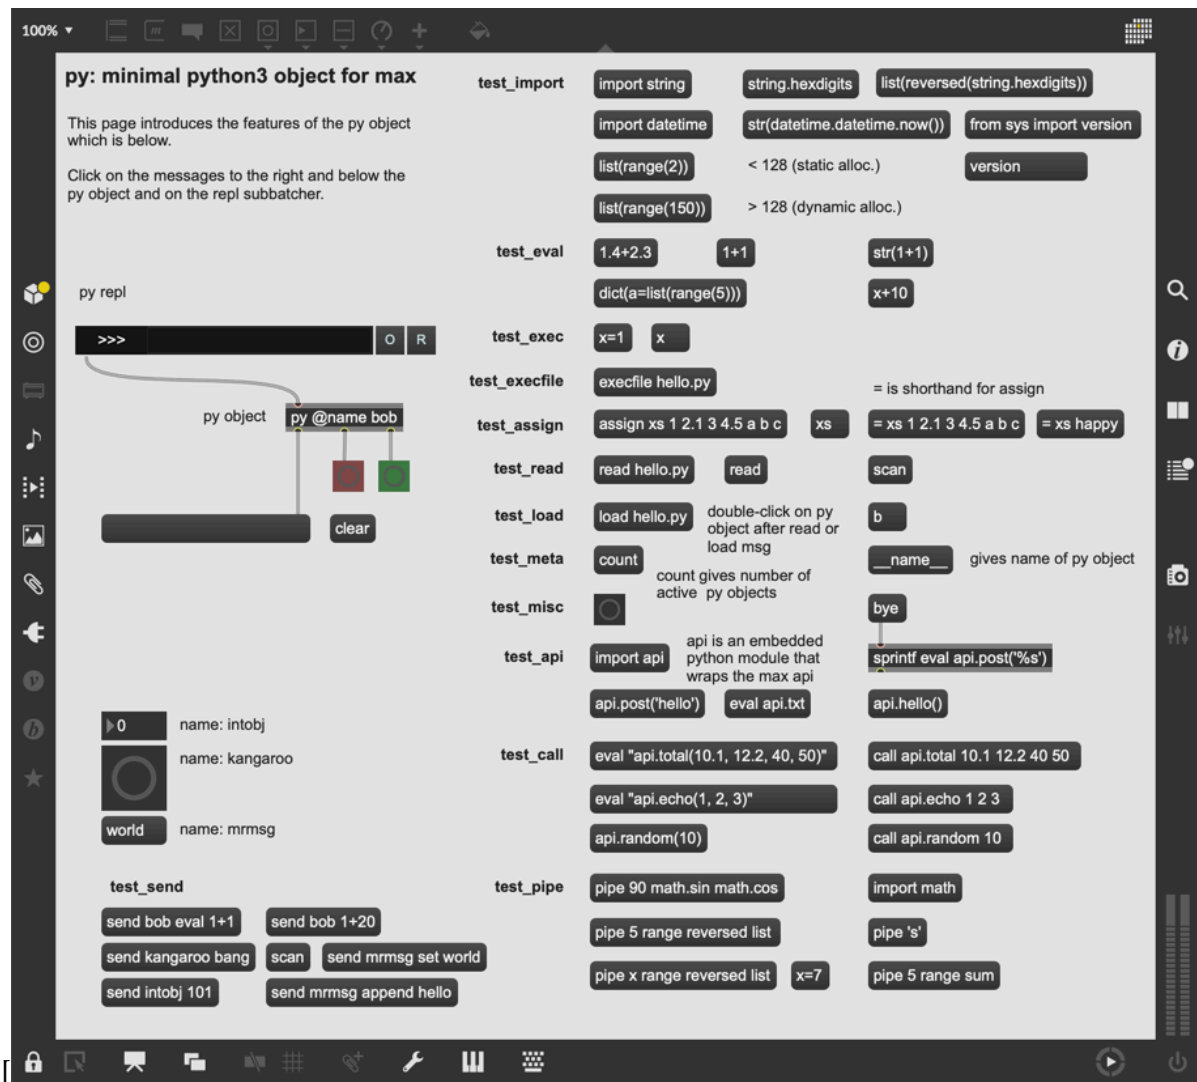 100%
py: minimal python3 object for max
This page introduces the features of the py object
which is below.
Click on the messages to the right and below the
py object and on the repl subbatcher.
test_import
import string
string.hexdigits
list(reversed(string.hexdigits))
import datetime
str(datetime.datetime.now())
from sys import version
list(range(2))
< 128 (static alloc.)
version
list(range(150))
> 128 (dynamic alloc.)
test_eval
1.4+2.3
1+1
str(1+1)
dict(a=list(range(5)))
x+10
py repl
>>>
O
R
test_exec
x=1
x
test_execfile
execfile hello.py
= is shorthand for assign
py object
py @name bob
test_assign
assign xs 1 2.1 3 4.5 a b c
xs
= xs 1 2.1 3 4.5 a b c
= xs happy
test_read
read hello.py
read
scan
clear
test_load
load hello.py
double-click on py
object after read or
load msg
b
test_meta
count
count gives number of
active py objects
__name__
gives name of py object
test_misc
bye
test_api
import api
api is an embedded
python module that
wraps the max api
sprintf eval api.post('%s')
api.post('hello')
eval api.txt
api.hello()
0
name: intobj
name: kangaroo
world
name: mrmsg
test_call
eval "api.total(10.1, 12.2, 40, 50)"
call api.total 10.1 12.2 40 50
eval "api.echo(1, 2, 3)"
call api.echo 1 2 3
api.random(10)
call api.random 10
test_send
send bob eval 1+1
send bob 1+20
send kangaroo bang
scan
send mrmsg set world
send intobj 101
send mrmsg append hello
test_pipe
pipe 90 math.sin math.cos
import math
pipe 5 range reversed list
pipe 's'
pipe x range reversed list
x=7
pipe 5 range sum
[